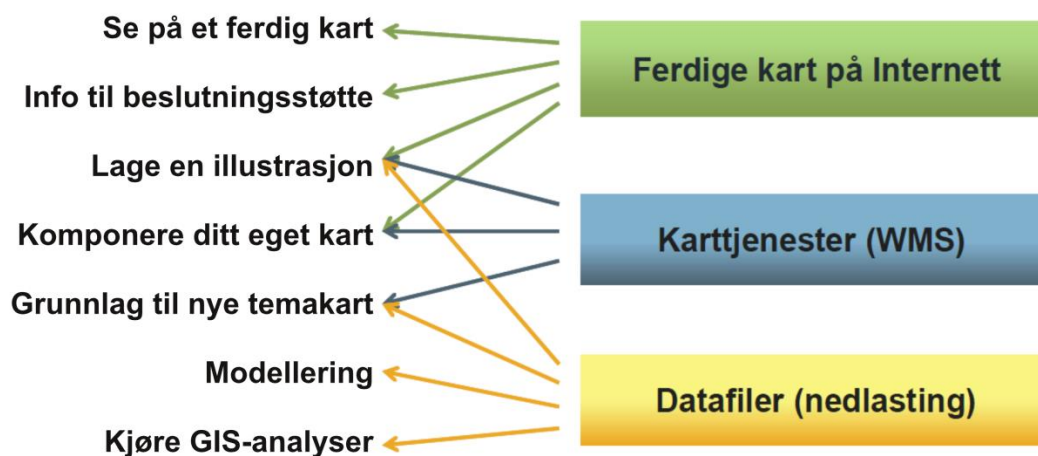 Se på et ferdig kart
Info til beslutningsstøtte
Lage en illustrasjon
Komponere ditt eget kart
Grunnlag til nye temakart
Modellering
Kjøre GIS-analyser
Ferdige kart på Internett
Karttjenester (WMS)
Datafiler (nedlasting)